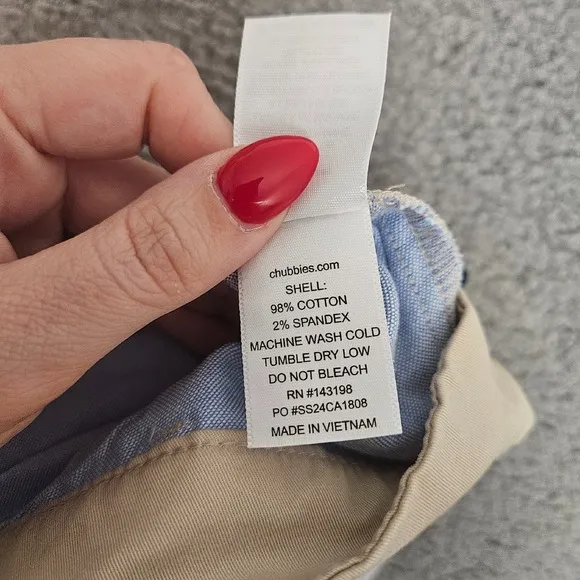 chubbies.com
SHELL:
98% COTTON
2% SPANDEX
MACHINE WASH COLD
TUMBLE DRY LOW
DO NOT BLEACH
RN #143198
PO #SS24CA1808
MADE IN VIETNAM